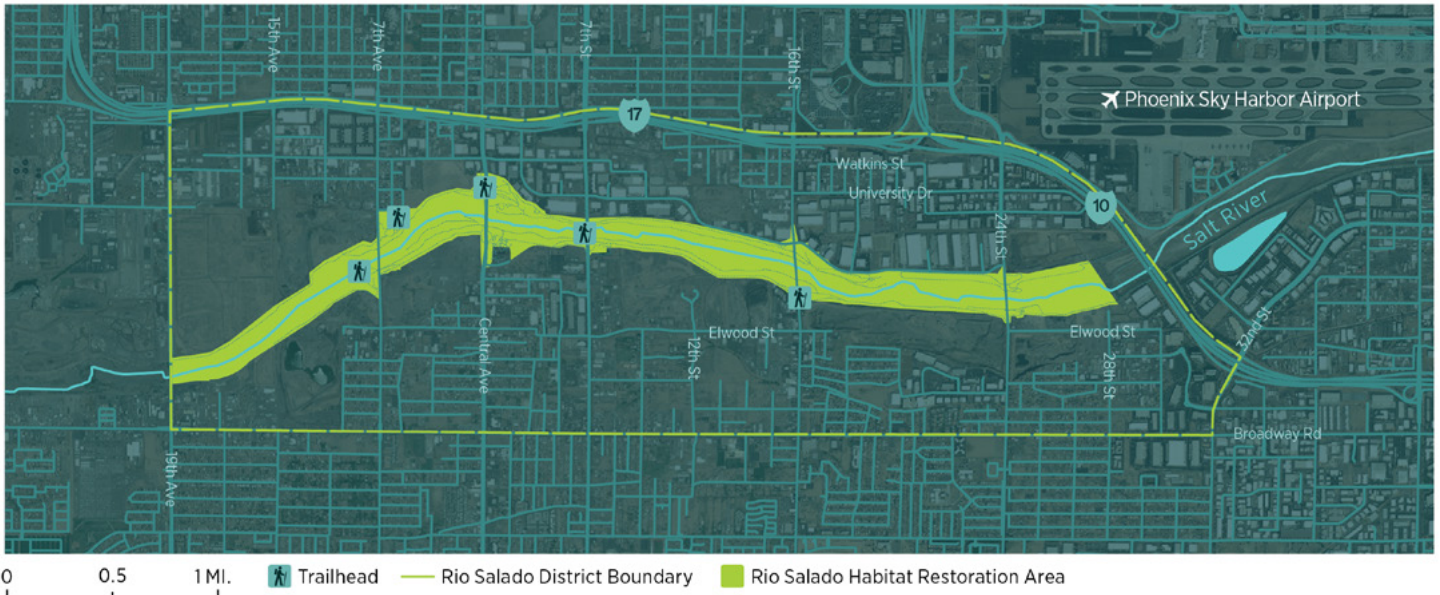 15th Ave
7th Ave
7th St
16th St
Phoenix Sky Harbor Airport
17
Watkins St
University Dr
10
Salt River
24th St
Elwood St
Elwood St
32nd St
Central Ave
12th St
28th St
Broadway Rd
19th Ave
0
0.5
1 MI.
Trailhead
Rio Salado District Boundary
Rio Salado Habitat Restoration Area